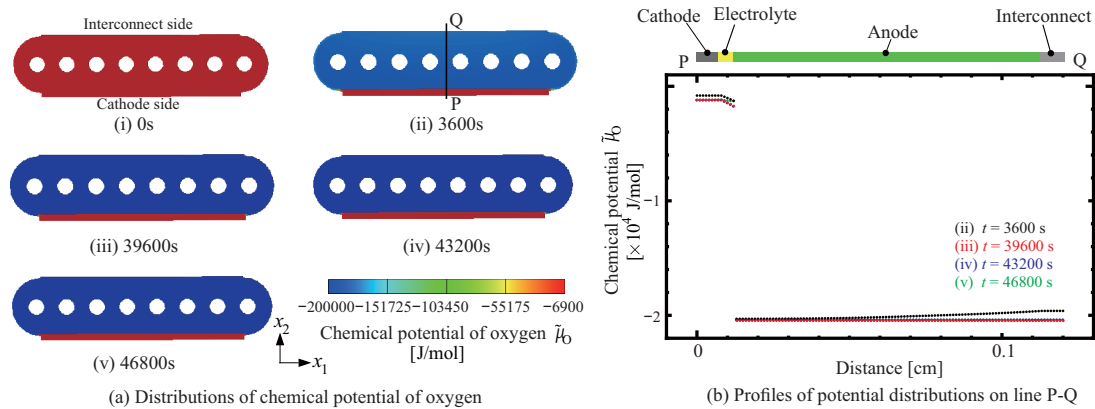 Interconnect side
Cathode side
(i) 0s
Q
P
(ii) 3600s
(iii) 39600s
(iv) 43200s
(v) 46800s
x2
x1
−200000 −151725 −103450 −55175 −6900
Chemical potential of oxygen μ̃O
[J/mol]
(a) Distributions of chemical potential of oxygen
Cathode Electrolyte Anode Interconnect
P Q
Chemical potential μ̃O
[×10⁴ J/mol]
−1
−2
(ii) t = 3600 s
(iii) t = 39600 s
(iv) t = 43200 s
(v) t = 46800 s
0 0.1
Distance [cm]
(b) Profiles of potential distributions on line P-Q